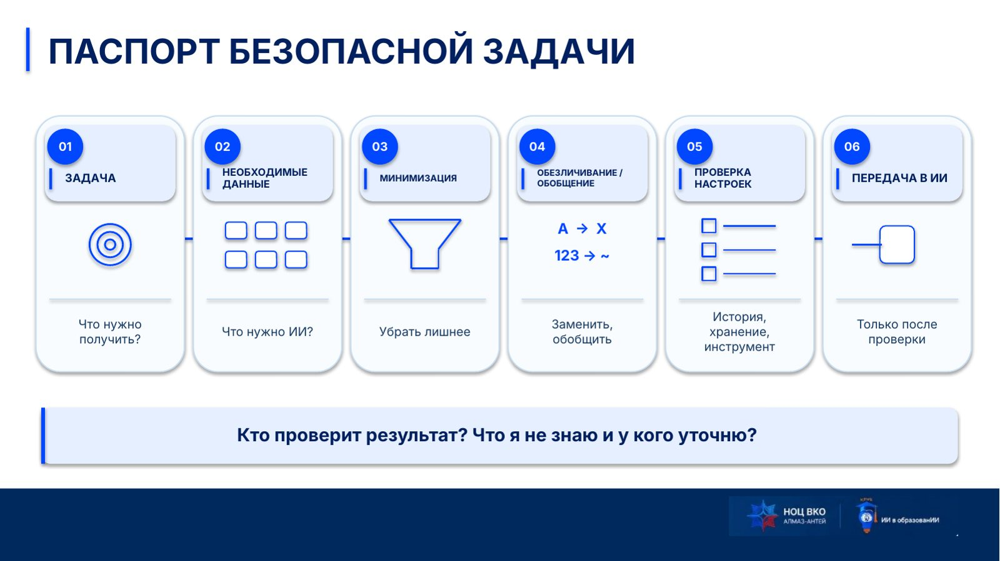 ПАСПОРТ БЕЗОПАСНОЙ ЗАДАЧИ
01
ЗАДАЧА
Что нужно
получить?
02
НЕОБХОДИМЫЕ
ДАННЫЕ
Что нужно ИИ?
03
МИНИМИЗАЦИЯ
Убрать лишнее
04
ОБЕЗЛИЧИВАНИЕ /
ОБОБЩЕНИЕ
A → X
123 → ~
Заменить,
обобщить
05
ПРОВЕРКА
НАСТРОЕК
История,
хранение,
инструмент
06
ПЕРЕДАЧА В ИИ
Только после
проверки
Кто проверит результат? Что я не знаю и у кого уточню?
НОЦ ВКО
АЛМАЗ-АНТЕЙ
ИИ в образованИИ